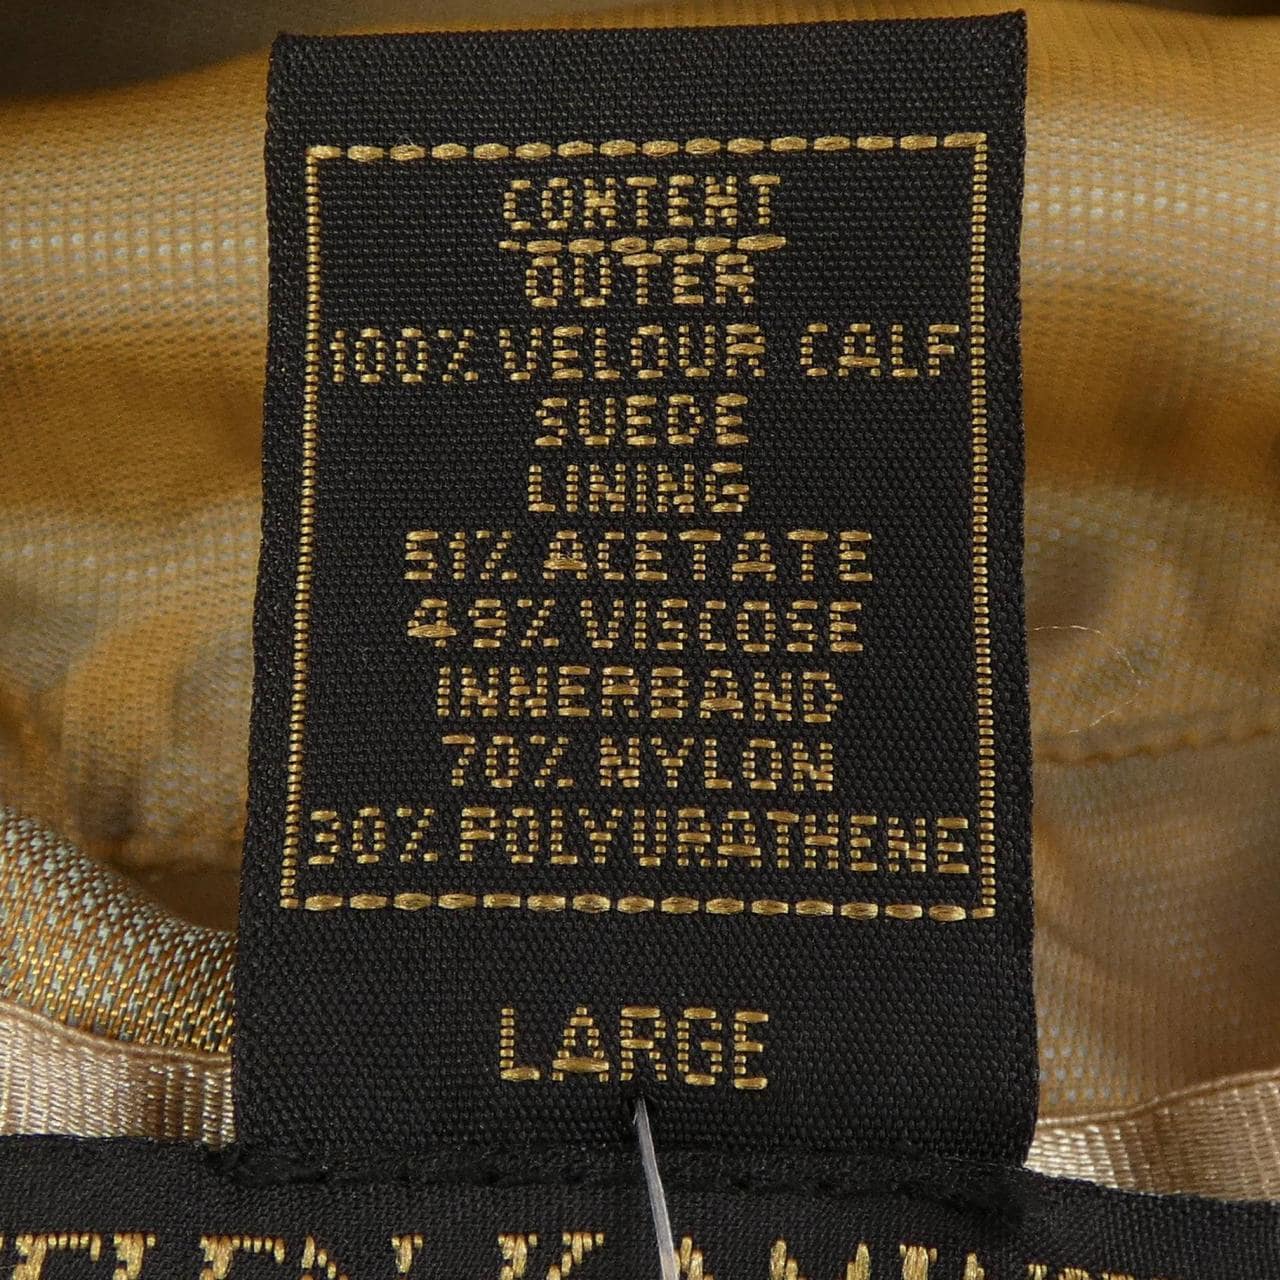 CONTENT
OUTER
100% VELOUR CALF
SUEDE
LINING
51% ACETATE
49% VISCOSE
INNERBAND
70% NYLON
30% POLYURATHENE
LARGE